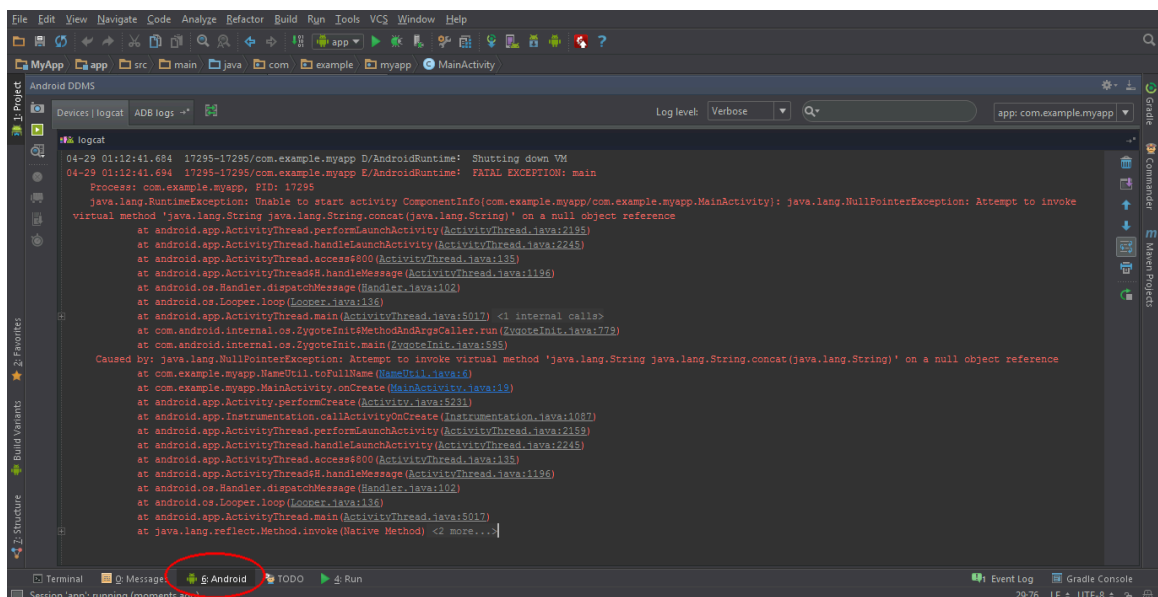 File Edit View Navigate Code Analyze Refactor Build Run Tools VCS Window Help
app
MyApp app src main java com example myapp MainActivity
Android DDMS
Devices | logcat ADB logs Log level: Verbose app: com.example.myapp
logcat
04-29 01:12:41.684 17295-17295/com.example.myapp D/AndroidRuntime: Shutting down VM
04-29 01:12:41.694 17295-17295/com.example.myapp E/AndroidRuntime: FATAL EXCEPTION: main
Process: com.example.myapp, PID: 17295
java.lang.RuntimeException: Unable to start activity ComponentInfo{com.example.myapp/com.example.myapp.MainActivity}: java.lang.NullPointerException: Attempt to invoke
virtual method 'java.lang.String java.lang.String.concat(java.lang.String)' on a null object reference
at android.app.ActivityThread.performLaunchActivity(ActivityThread.java:2195)
at android.app.ActivityThread.handleLaunchActivity(ActivityThread.java:2245)
at android.app.ActivityThread.access$800(ActivityThread.java:135)
at android.app.ActivityThread$H.handleMessage(ActivityThread.java:1196)
at android.os.Handler.dispatchMessage(Handler.java:102)
at android.os.Looper.loop(Looper.java:136)
at android.app.ActivityThread.main(ActivityThread.java:5017) <1 internal calls>
at com.android.internal.os.ZygoteInit$MethodAndArgsCaller.run(ZygoteInit.java:779)
at com.android.internal.os.ZygoteInit.main(ZygoteInit.java:595)
Caused by: java.lang.NullPointerException: Attempt to invoke virtual method 'java.lang.String java.lang.String.concat(java.lang.String)' on a null object reference
at com.example.myapp.NameUtil.toFullName(NameUtil.java:6)
at com.example.myapp.MainActivity.onCreate(MainActivity.java:19)
at android.app.Activity.performCreate(Activity.java:5231)
at android.app.Instrumentation.callActivityOnCreate(Instrumentation.java:1087)
at android.app.ActivityThread.performLaunchActivity(ActivityThread.java:2159)
at android.app.ActivityThread.handleLaunchActivity(ActivityThread.java:2245)
at android.app.ActivityThread.access$800(ActivityThread.java:135)
at android.app.ActivityThread$H.handleMessage(ActivityThread.java:1196)
at android.os.Handler.dispatchMessage(Handler.java:102)
at android.os.Looper.loop(Looper.java:136)
at android.app.ActivityThread.main(ActivityThread.java:5017)
at java.lang.reflect.Method.invoke(Native Method) <2 more...>
1: Project
2: Favorites
Build Variants
7: Structure
Gradle
Commander
Maven Projects
Terminal 0: Messages 6: Android TODO 4: Run 1 Event Log Gradle Console
Session 'app': running (moments ago) 29:76 LF UTF-8